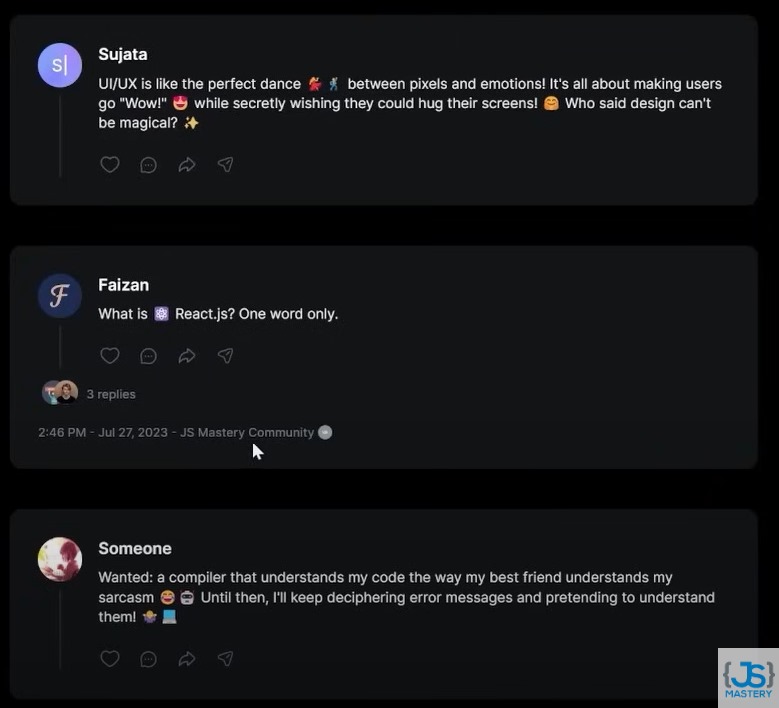 S|
Sujata
UI/UX is like the perfect dance 💃 🕺 between pixels and emotions! It's all about making users
go "Wow!" 😍 while secretly wishing they could hug their screens! 🤗 Who said design can't
be magical? ✨
F
Faizan
What is ⚛️ React.js? One word only.
3 replies
2:46 PM - Jul 27, 2023 - JS Mastery Community
Someone
Wanted: a compiler that understands my code the way my best friend understands my
sarcasm 😂 🤖 Until then, I'll keep deciphering error messages and pretending to understand
them! 🤷 💻
{JS}
MASTERY